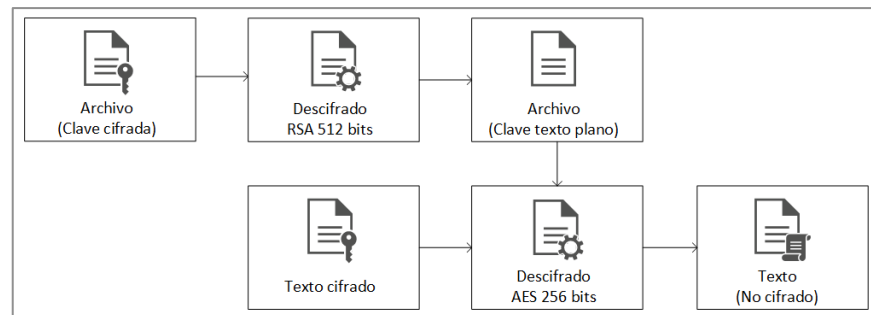 Archivo
(Clave cifrada)
Descifrado
RSA 512 bits
Archivo
(Clave texto plano)
Texto cifrado
Descifrado
AES 256 bits
Texto
(No cifrado)